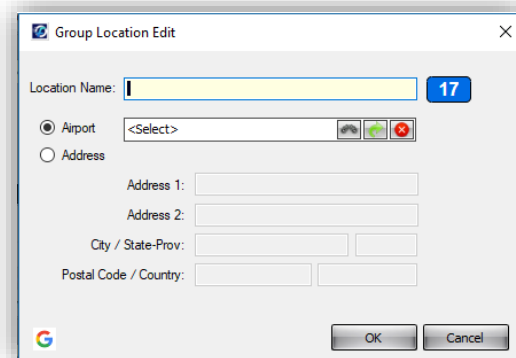 Group Location Edit
Location Name: 17
Airport <Select>
Address
Address 1:
Address 2:
City / State-Prov:
Postal Code / Country:
G OK Cancel